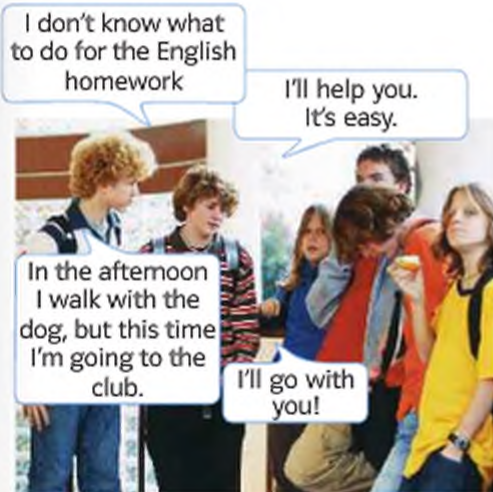 I don't know what
to do for the English
homework
I'll help you.
It's easy.
In the afternoon
I walk with the
dog, but this time
I'm going to the
club.
I'll go with
you!